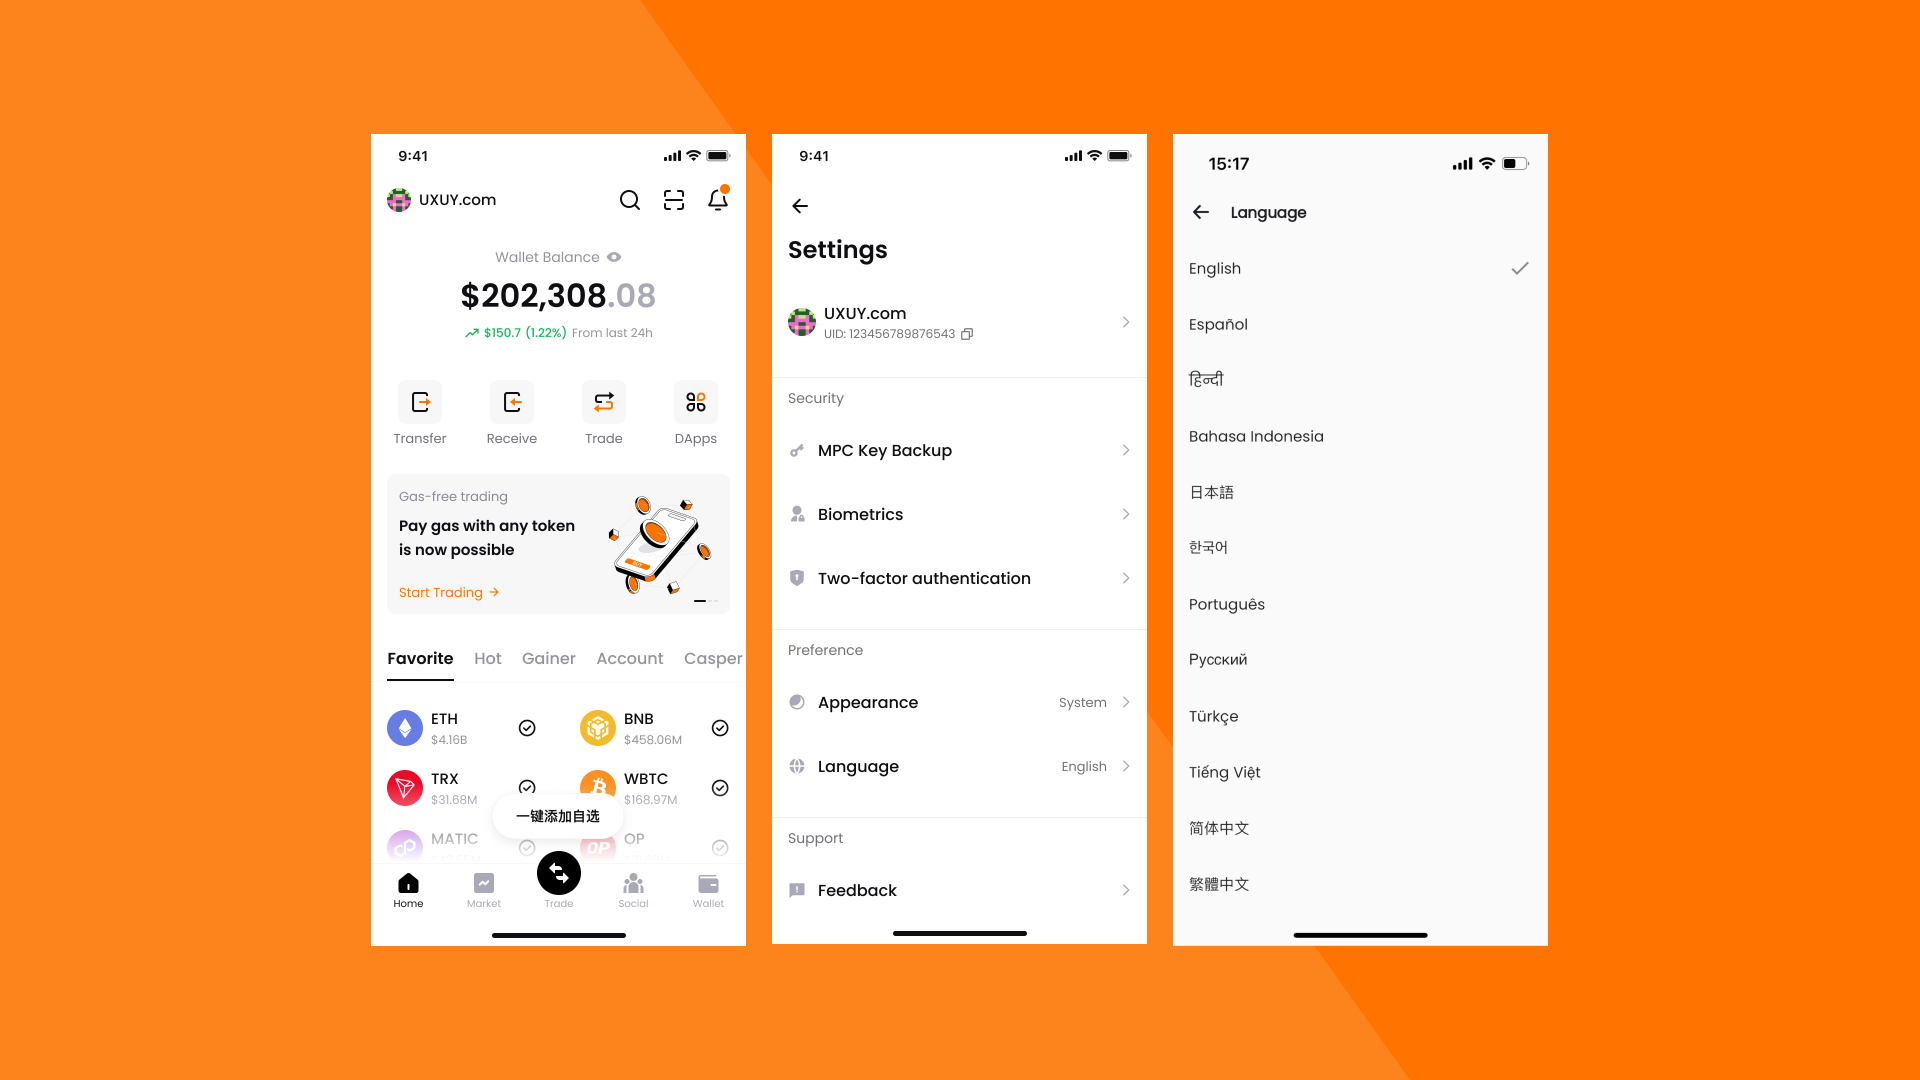 9:41
UXUY.com
Wallet Balance
$202,308.08
$150.7 (1.22%) From last 24h
Transfer
Receive
Trade
DApps
Gas-free trading
Pay gas with any token
is now possible
Start Trading
Favorite
Hot
Gainer
Account
Casper
ETH
$4.16B
BNB
$458.06M
TRX
$31.68M
WBTC
$168.97M
一键添加自选
MATIC
OP
OP
Home
Market
Trade
Social
Wallet
9:41
Settings
UXUY.com
UID: 123456789876543
Security
MPC Key Backup
Biometrics
Two-factor authentication
Preference
Appearance
System
Language
English
Support
Feedback
15:17
Language
English
Español
हिन्दी
Bahasa Indonesia
日本語
한국어
Português
Русский
Türkçe
Tiếng Việt
简体中文
繁體中文